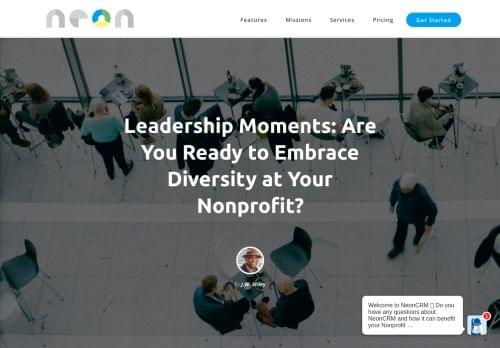 neon
Features Missions Services Pricing Get Started
Leadership Moments: Are
You Ready to Embrace
Diversity at Your
Nonprofit?
By J.W. Wiley
Welcome to NeonCRM ▯ Do you
have any questions about
NeonCRM and how it can benefit
your Nonprofit ...
1